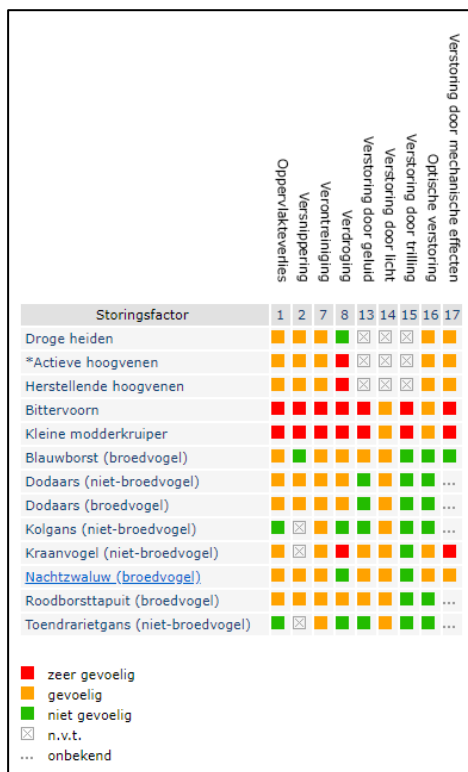 Oppervlakteverlies
Versnippering
Verontreiniging
Verdroging
Verstoring door geluid
Verstoring door licht
Verstoring door trilling
Optische verstoring
Verstoring door mechanische effecten
Storingsfactor 1 2 7 8 13 14 15 16 17
Droge heiden
*Actieve hoogvenen
Herstellende hoogvenen
Bittervoorn
Kleine modderkruiper
Blauwborst (broedvogel)
Dodaars (niet-broedvogel) ...
Dodaars (broedvogel) ...
Kolgans (niet-broedvogel) ...
Kraanvogel (niet-broedvogel)
Nachtzwaluw (broedvogel)
Roodborsttapuit (broedvogel) ...
Toendrarietgans (niet-broedvogel) ...
zeer gevoelig
gevoelig
niet gevoelig
n.v.t.
... onbekend